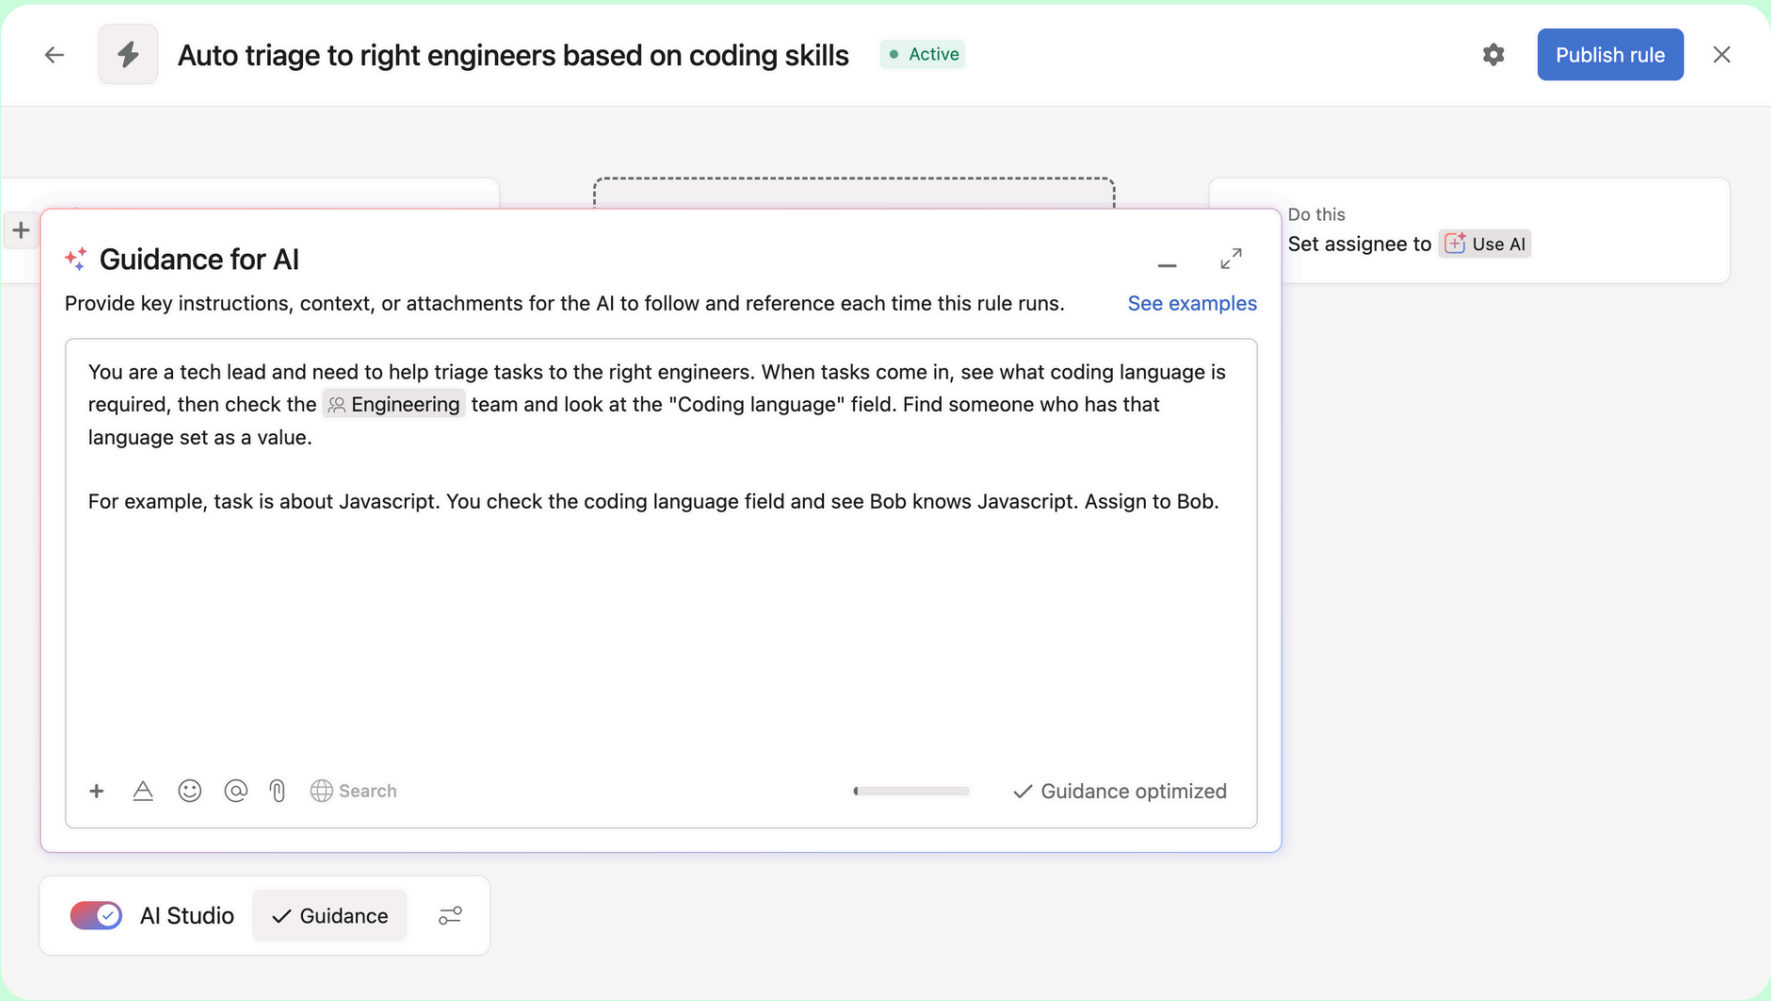 Auto triage to right engineers based on coding skills
Active
Publish rule
Guidance for AI
Provide key instructions, context, or attachments for the AI to follow and reference each time this rule runs.
See examples
Do this
Set assignee to Use AI
You are a tech lead and need to help triage tasks to the right engineers. When tasks come in, see what coding language is
required, then check the Engineering team and look at the "Coding language" field. Find someone who has that
language set as a value.
For example, task is about Javascript. You check the coding language field and see Bob knows Javascript. Assign to Bob.
Search
Guidance optimized
AI Studio
Guidance